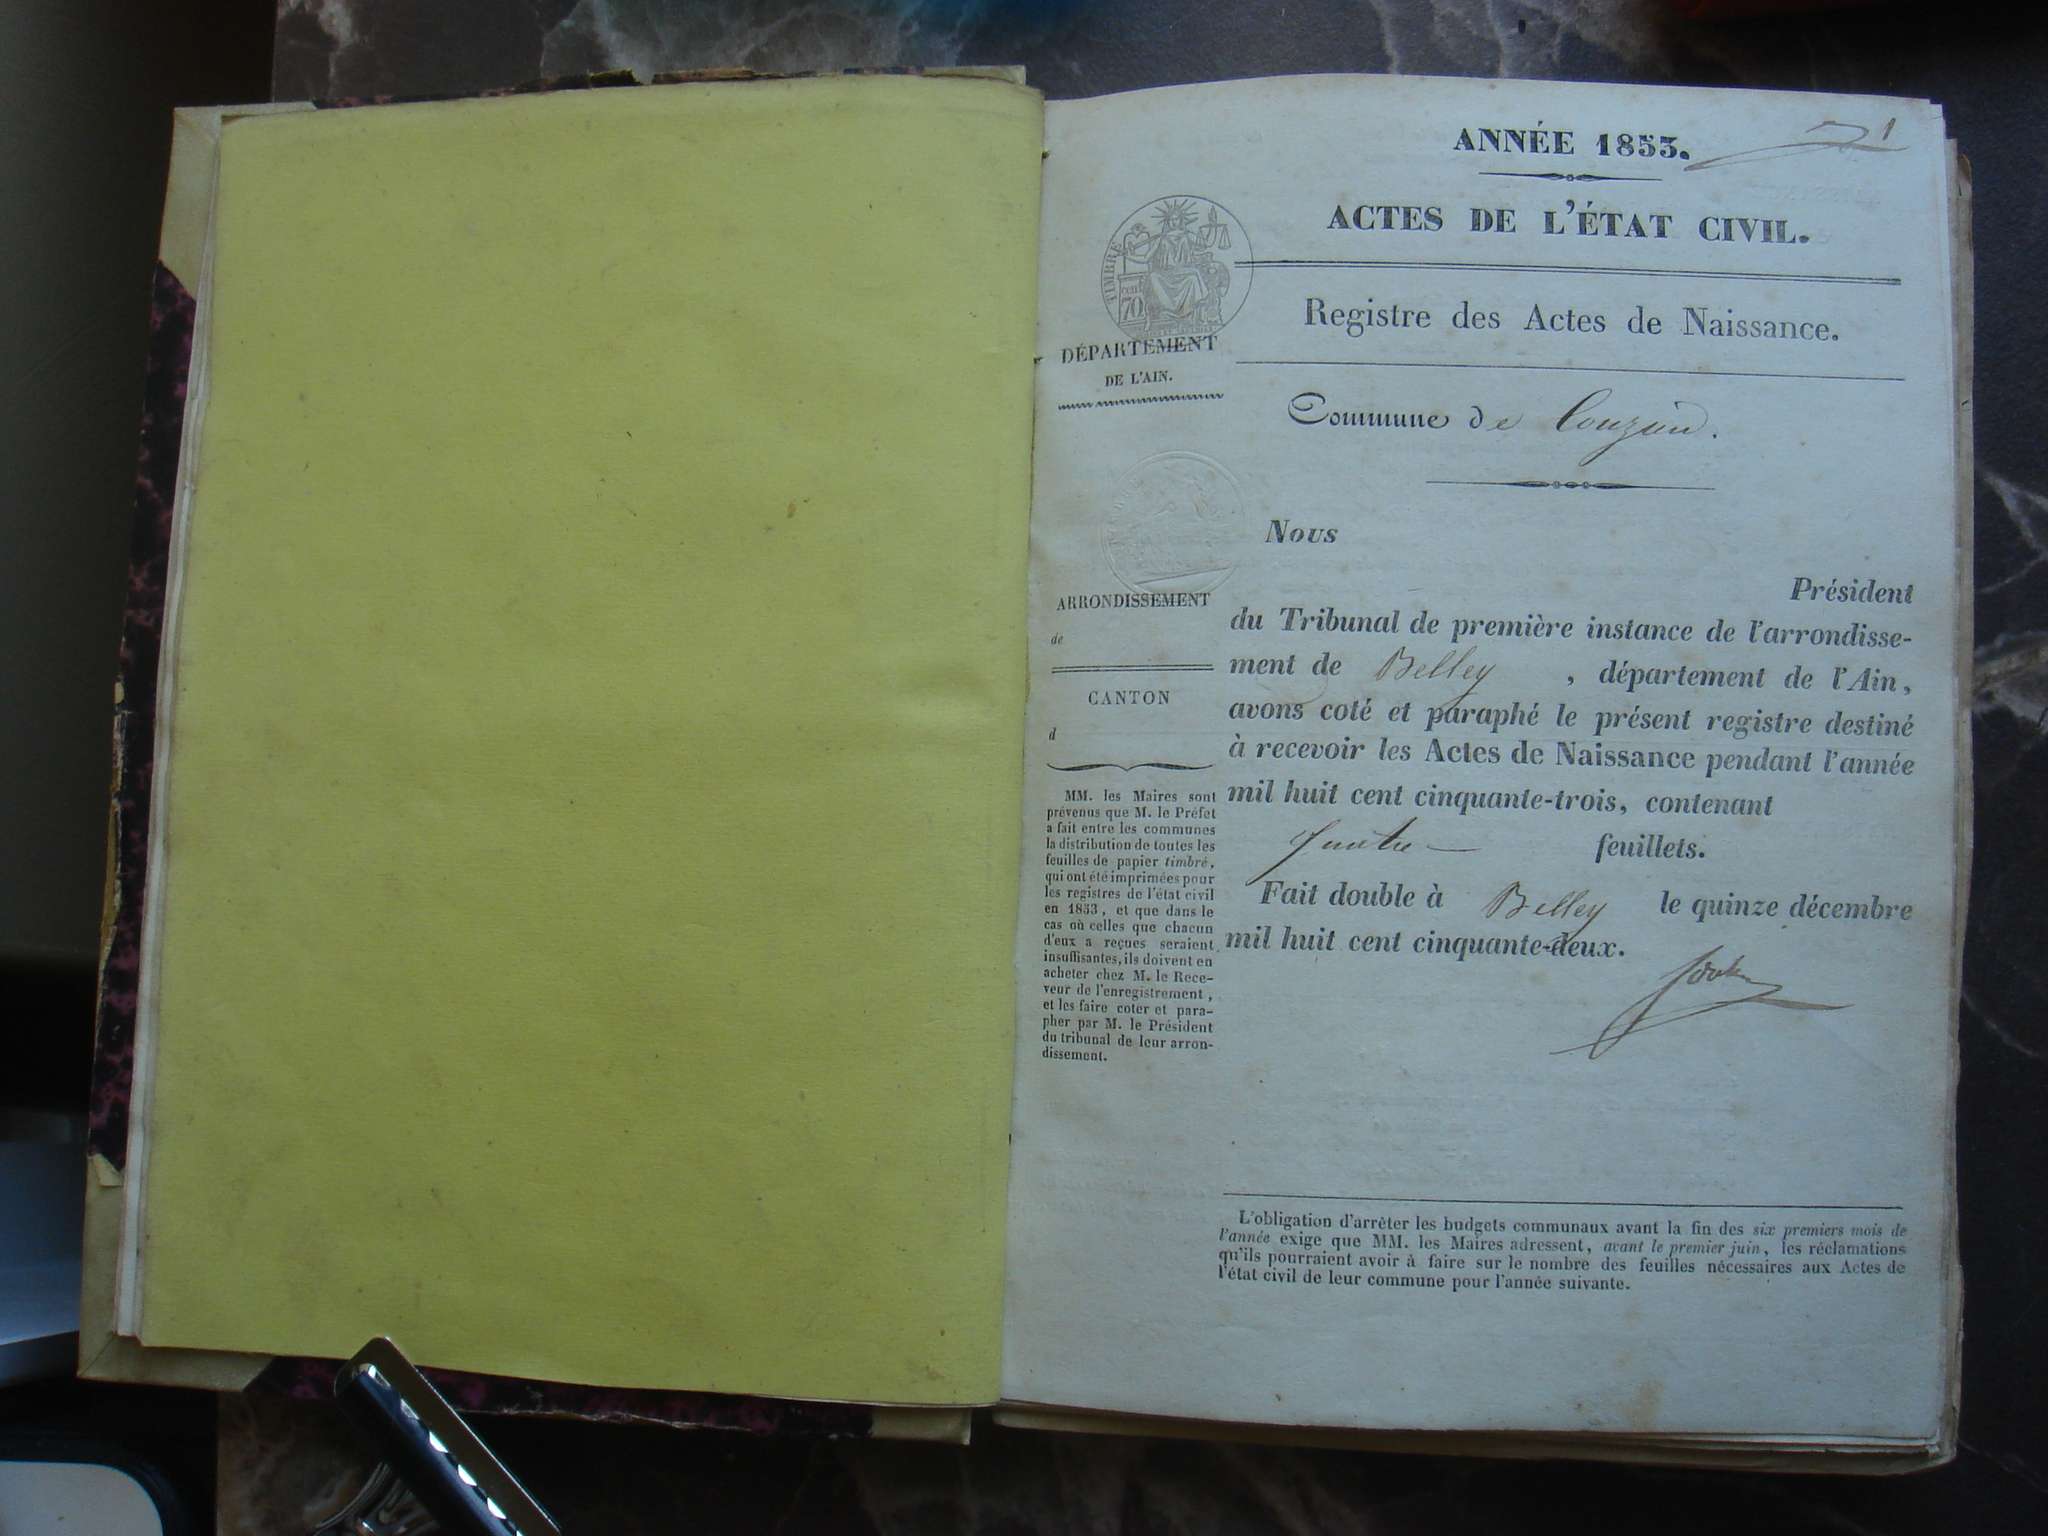 ANNÉE 1853.
1
ACTES DE L'ÉTAT CIVIL.
TIMBRE
cen
70
Registre des Actes de Naissance.
DÉPARTEMENT
DE L'AIN.
Commune de Couzieu.
Nous
Président
du Tribunal de première instance de l'arrondisse-
ment de Belley, département de l'Ain,
avons coté et paraphé le présent registre destiné
à recevoir les Actes de Naissance pendant l'année
mil huit cent cinquante-trois, contenant
quatre feuillets.
Fait double à Belley le quinze décembre
mil huit cent cinquante-deux.
ARRONDISSEMENT
de
CANTON
d
MM. les Maires sont
prévenus que M. le Préfet
a fait entre les communes
la distribution de toutes les
feuilles de papier timbré,
qui ont été imprimées pour
les registres de l'état civil
en 1853, et que dans le
cas où celles que chacun
d'eux a reçues seraient
insuffisantes, ils doivent en
acheter chez M. le Rece-
veur de l'enregistrement,
et les faire coter et para-
pher par M. le Président
du tribunal de leur arron-
dissement.
L'obligation d'arrêter les budgets communaux avant la fin des six premiers mois de
l'année exige que MM. les Maires adressent, avant le premier juin, les réclamations
qu'ils pourraient avoir à faire sur le nombre des feuilles nécessaires aux Actes de
l'état civil de leur commune pour l'année suivante.